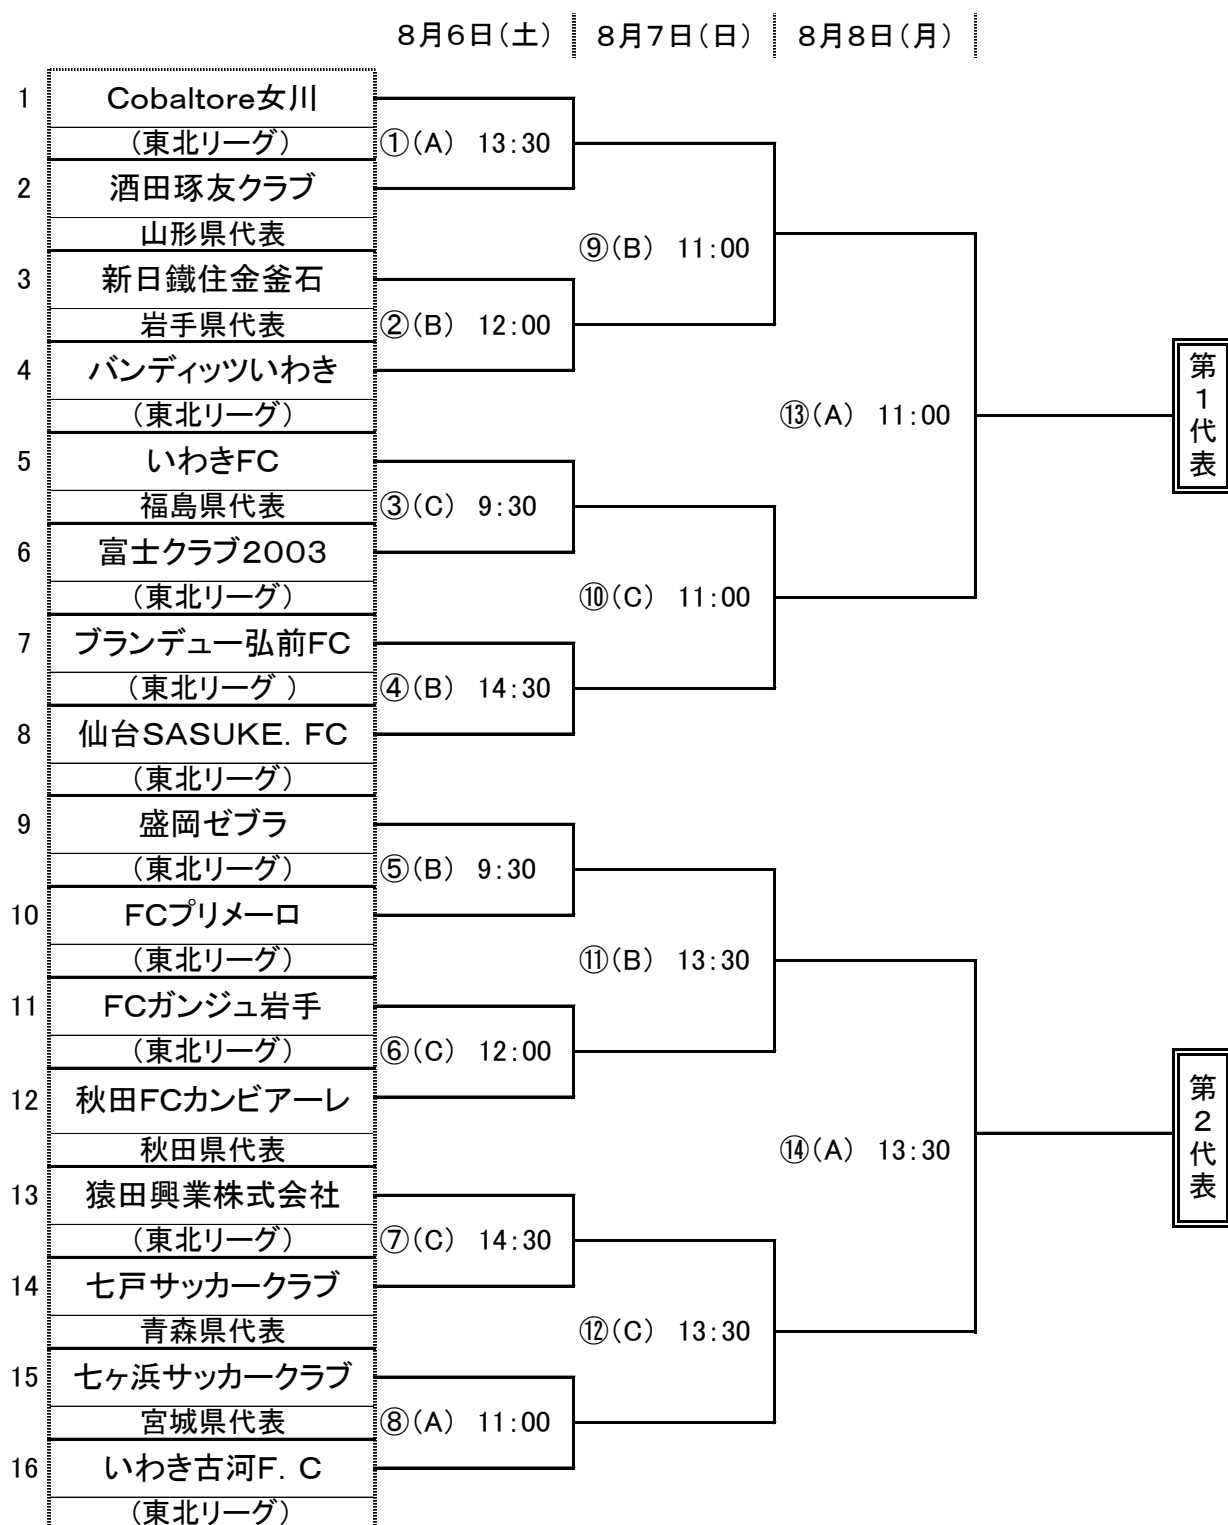 8月6日(土) 8月7日(日) 8月8日(月)
1 Cobaltore女川
(東北リーグ) ①(A) 13:30
2 酒田琢友クラブ
山形県代表 ⑨(B) 11:00
3 新日鐵住金釜石
岩手県代表 ②(B) 12:00
4 バンディッツいわき
(東北リーグ) ⑬(A) 11:00
第1代表
5 いわきFC
福島県代表 ③(C) 9:30
6 富士クラブ2003
(東北リーグ) ⑩(C) 11:00
7 ブランデュー弘前FC
(東北リーグ ) ④(B) 14:30
8 仙台SASUKE. FC
(東北リーグ)
9 盛岡ゼブラ
(東北リーグ) ⑤(B) 9:30
10 FCプリメーロ
(東北リーグ) ⑪(B) 13:30
11 FCガンジュ岩手
(東北リーグ) ⑥(C) 12:00
12 秋田FCカンビアーレ
秋田県代表 ⑭(A) 13:30
第2代表
13 猿田興業株式会社
(東北リーグ) ⑦(C) 14:30
14 七戸サッカークラブ
青森県代表 ⑫(C) 13:30
15 七ヶ浜サッカークラブ
宮城県代表 ⑧(A) 11:00
16 いわき古河F. C
(東北リーグ)